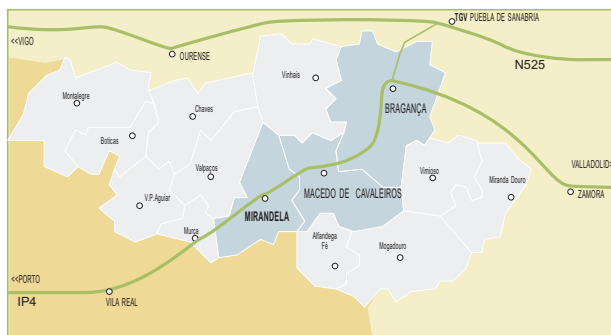 TGV PUEBLA DE SANABRIA
<<VIGO
OURENSE
N525
Vinhais
BRAGANÇA
Montalegre
Chaves
Boticas
Valpaços
VALLADOLID>
Vimioso
Miranda Douro
ZAMORA
MACEDO DE CAVALEIROS
V.P.Aguiar
MIRANDELA
Murça
Alfandega
Fé
Mogadouro
<<PORTO
IP4
VILA REAL